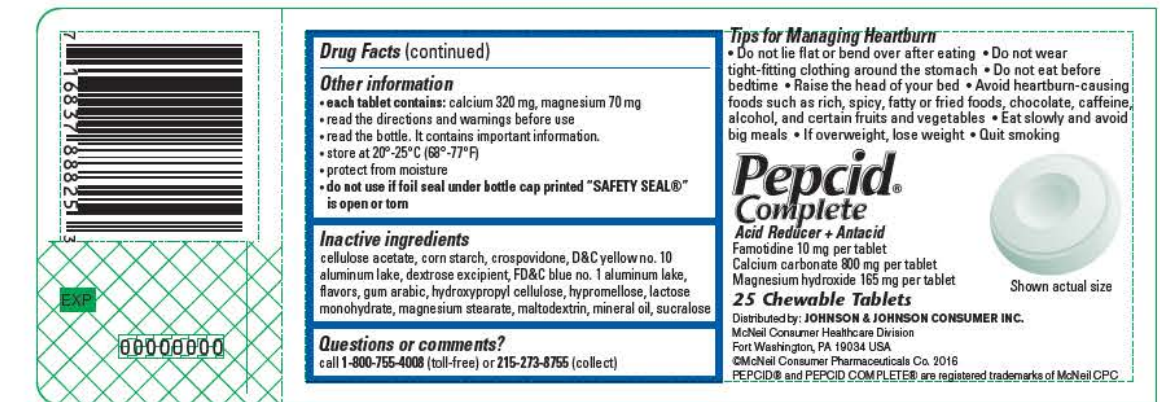 7 16837 88825 3
EXP
00000000
Drug Facts (continued)
Other information
• each tablet contains: calcium 320 mg, magnesium 70 mg
• read the directions and warnings before use
• read the bottle. It contains important information.
• store at 20°-25°C (68°-77°F)
• protect from moisture
• do not use if foil seal under bottle cap printed "SAFETY SEAL®"
is open or torn
Inactive ingredients
cellulose acetate, corn starch, crospovidone, D&C yellow no. 10
aluminum lake, dextrose excipient, FD&C blue no. 1 aluminum lake,
flavors, gum arabic, hydroxypropyl cellulose, hypromellose, lactose
monohydrate, magnesium stearate, maltodextrin, mineral oil, sucralose
Questions or comments?
call 1-800-755-4008 (toll-free) or 215-273-8755 (collect)
Tips for Managing Heartburn
• Do not lie flat or bend over after eating • Do not wear
tight-fitting clothing around the stomach • Do not eat before
bedtime • Raise the head of your bed • Avoid heartburn-causing
foods such as rich, spicy, fatty or fried foods, chocolate, caffeine,
alcohol, and certain fruits and vegetables • Eat slowly and avoid
big meals • If overweight, lose weight • Quit smoking
Pepcid®
Complete
Acid Reducer + Antacid
Famotidine 10 mg per tablet
Calcium carbonate 800 mg per tablet
Magnesium hydroxide 165 mg per tablet
25 Chewable Tablets
Shown actual size
Distributed by: JOHNSON & JOHNSON CONSUMER INC.
McNeil Consumer Healthcare Division
Fort Washington, PA 19034 USA
©McNeil Consumer Pharmaceuticals Co. 2016
PEPCID® and PEPCID COMPLETE® are registered trademarks of McNeil CPC